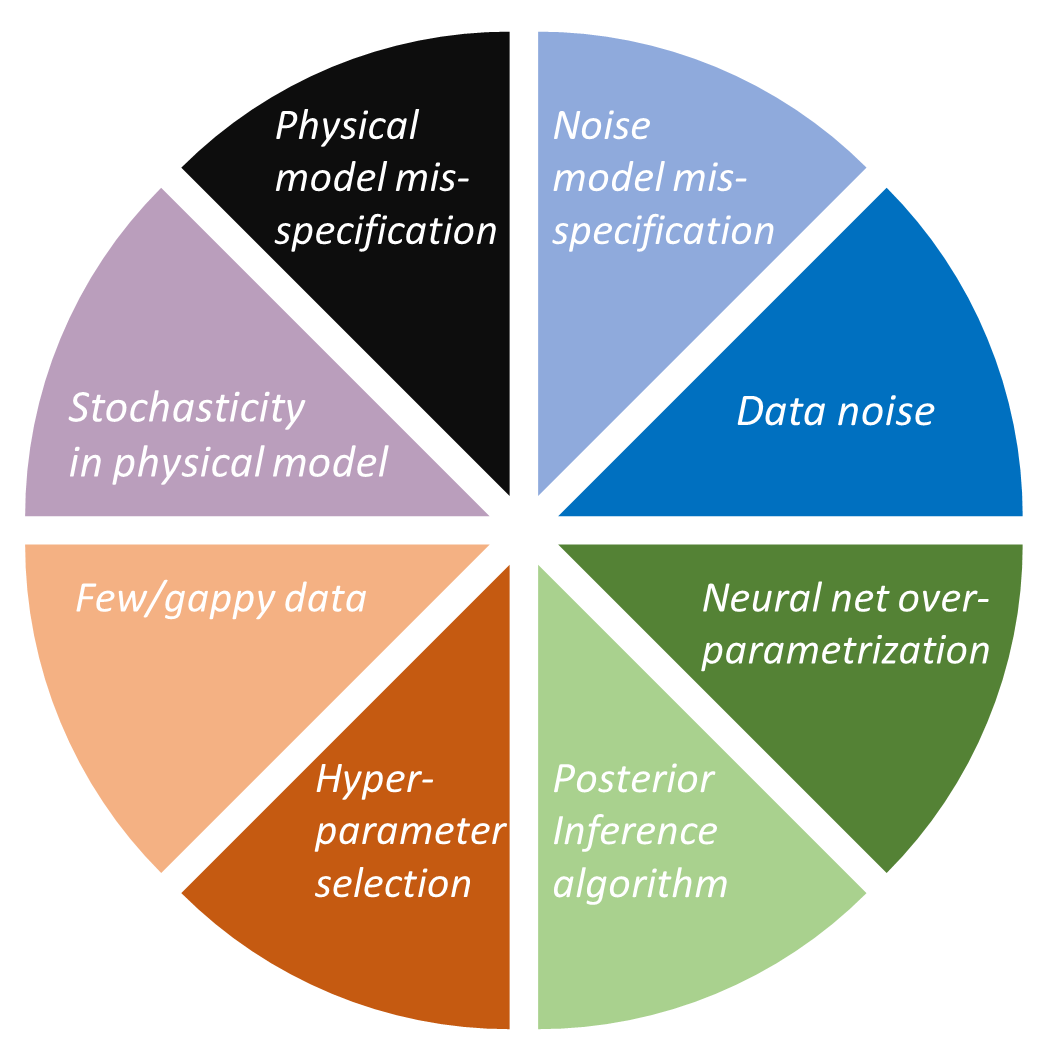 Physical
model mis-
specification
Noise
model mis-
specification
Data noise
Neural net over-
parametrization
Posterior
Inference
algorithm
Hyper-
parameter
selection
Few/gappy data
Stochasticity
in physical model